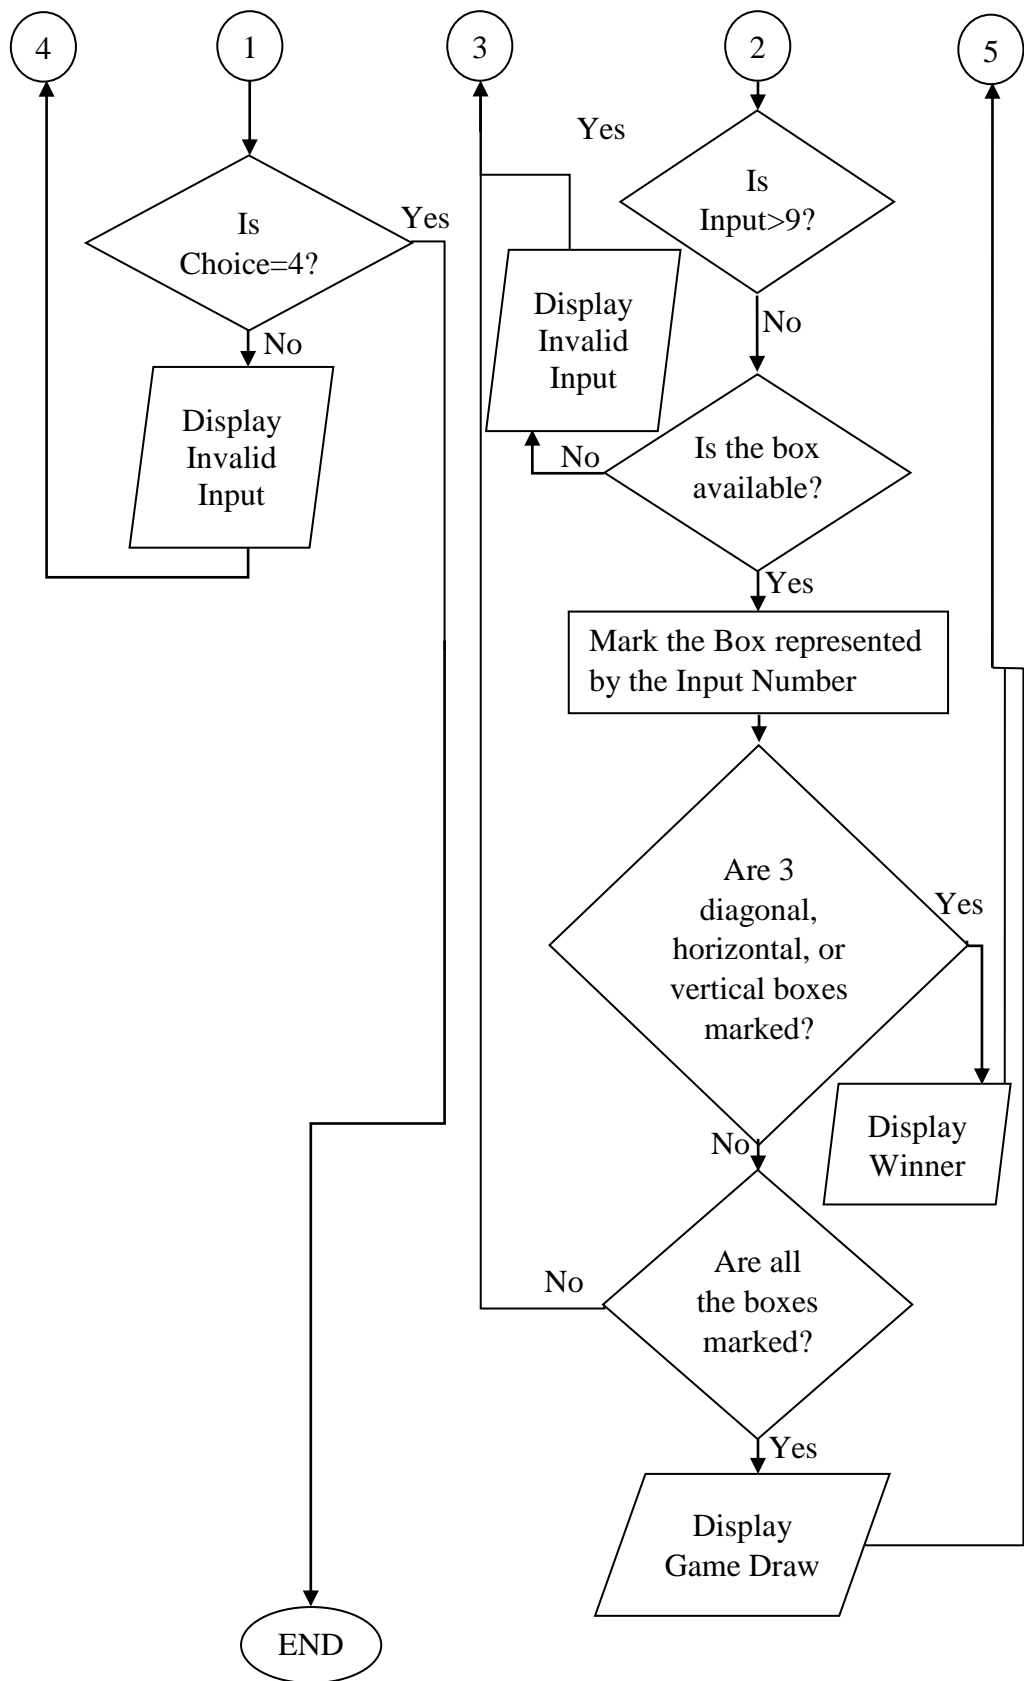 4
1
3
2
5
Yes
Is
Input>9?
Is
Choice=4?
Yes
No
Display
Invalid
Input
No
Display
Invalid
Input
No
Is the box
available?
Yes
Mark the Box represented
by the Input Number
Are 3
diagonal,
horizontal, or
vertical boxes
marked?
Yes
Display
Winner
No
Are all
the boxes
marked?
No
Yes
Display
Game Draw
END